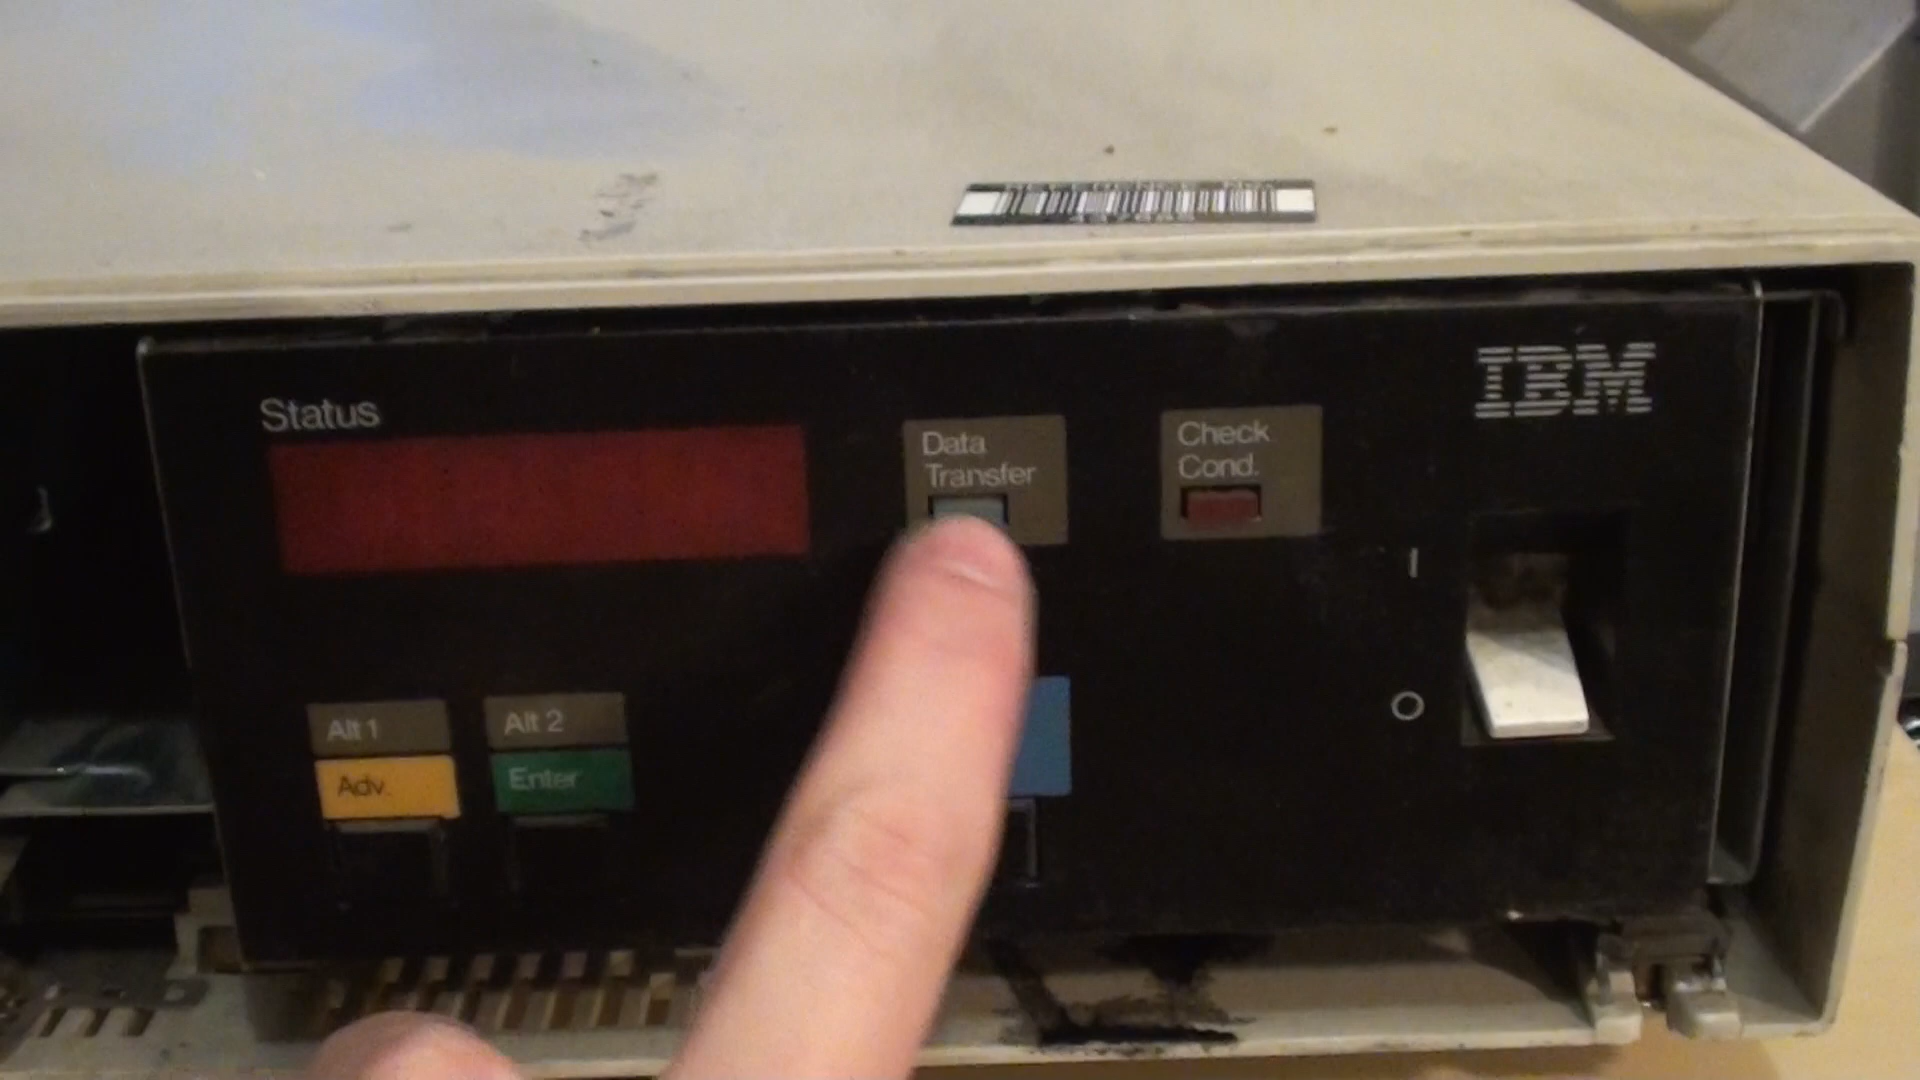 IBM
Status
Data
Transfer
Check
Cond.
I
O
Alt 1
Alt 2
Adv.
Enter